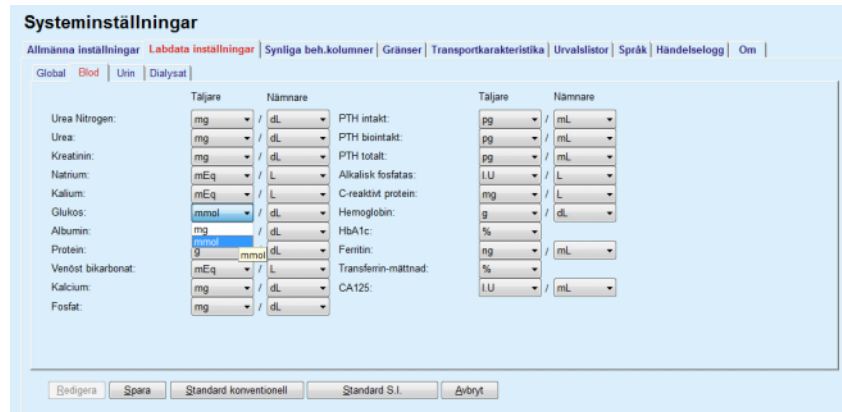 Systeminställningar
Allmänna inställningar Labdata inställingar Synliga beh.kolumner Gränser Transportkarakteristika Urvalslistor Språk Händelselogg Om
Global Blod Urin Dialysat
Täljare Nämnare Täljare Nämnare
Urea Nitrogen: mg / dL PTH intakt: pg / mL
Urea: mg / dL PTH biointakt: pg / mL
Kreatinin: mg / dL PTH totalt: pg / mL
Natrium: mEq / L Alkalisk fosfatas: I.U / L
Kalium: mEq / L C-reaktivt protein: mg / L
Glukos: mmol / dL Hemoglobin: g / dL
Albumin: mg / dL HbA1c: %
mmol
Protein: g mmol dL Ferritin: ng / mL
Venöst bikarbonat: mEq / L Transferrin-mättnad: %
Kalcium: mg / dL CA125: I.U / mL
Fosfat: mg / dL
Redigera Spara Standard konventionell Standard S.I. Avbryt